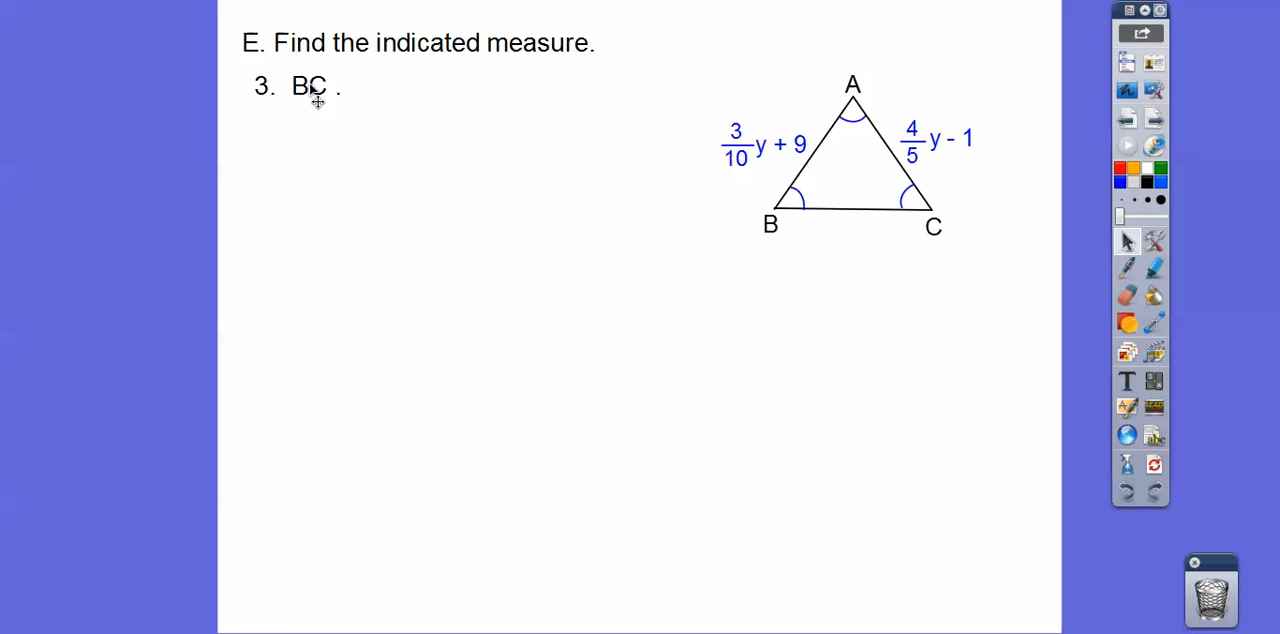 E. Find the indicated measure.
3. BC .
A
3/10 y + 9
4/5 y - 1
B
C